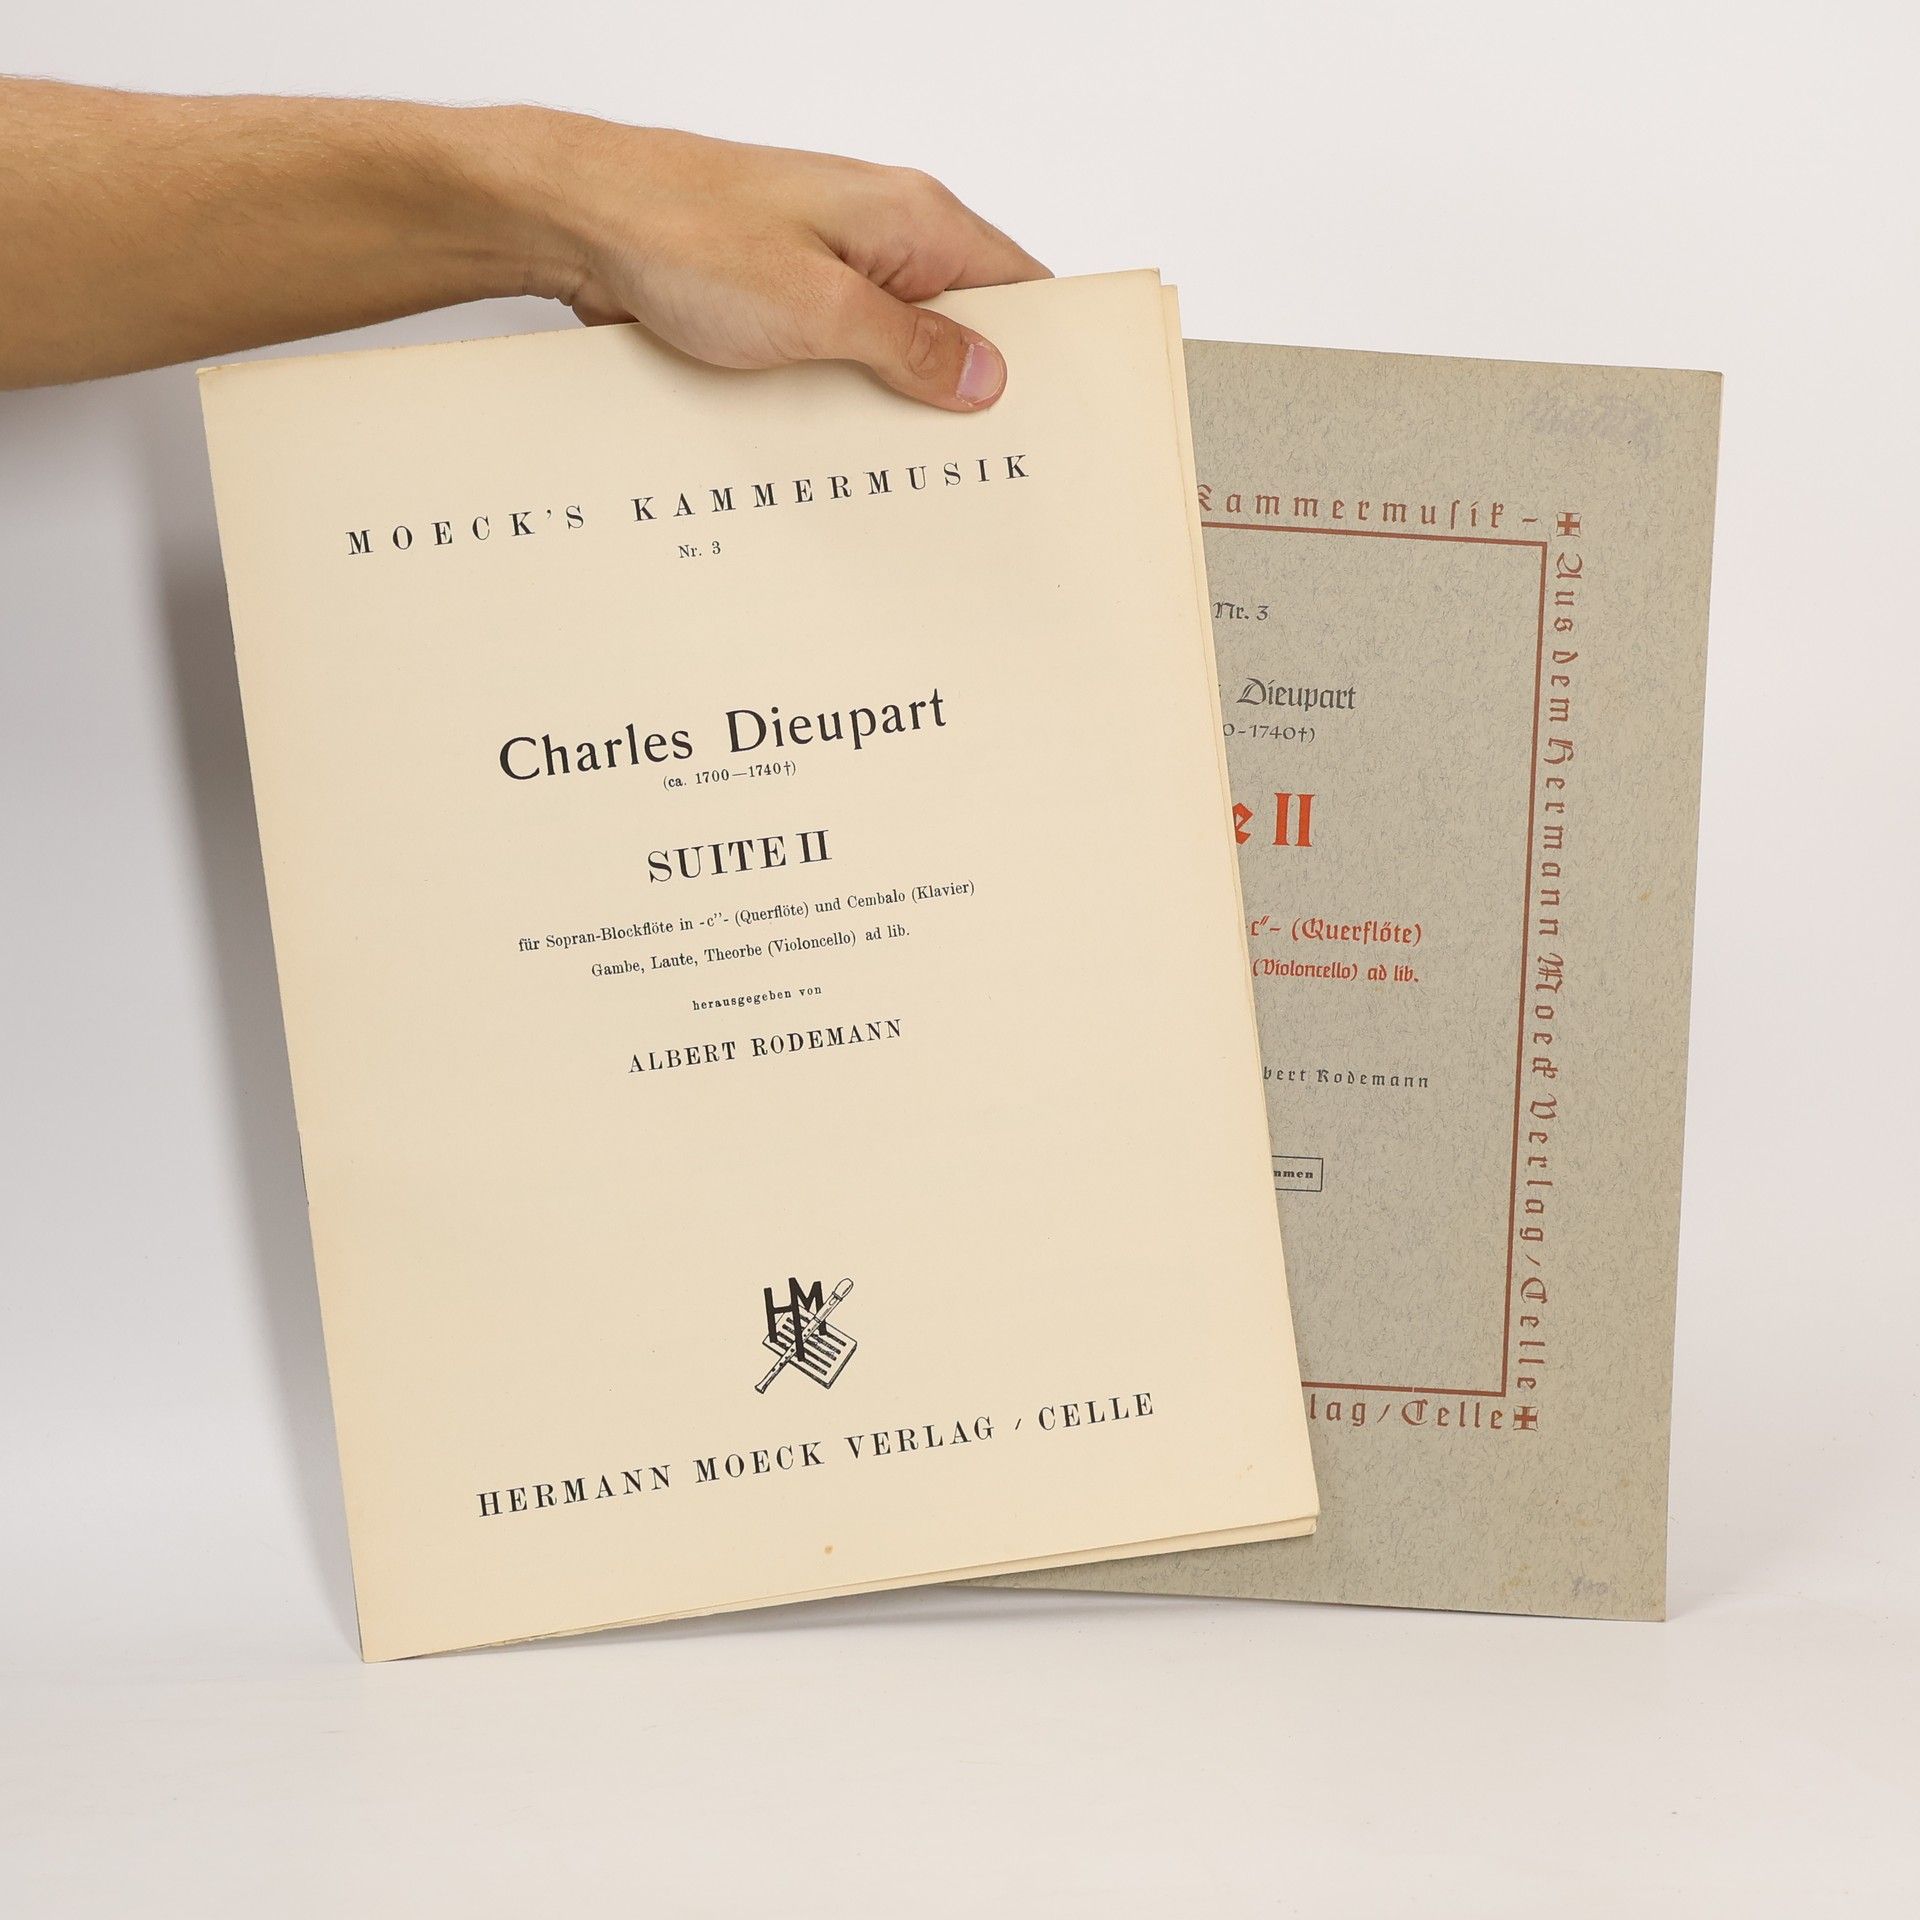 MOECK'S KAMMERMUSIK
Nr. 3
Charles Dieupart
(ca. 1700—1740†)
SUITE II
für Sopran-Blockflöte in -c''- (Querflöte) und Cembalo (Klavier)
Gambe, Laute, Theorbe (Violoncello) ad lib.
herausgegeben von
ALBERT RODEMANN
HM
HERMANN MOECK VERLAG / CELLE
Kammermusik -
Nr. 3
Dieupart
0-1740†)
e II
c''- (Querflöte)
(Violoncello) ad lib.
bert Rodemann
mmen
lag / Celle
Aus dem Hermann Moeck Verlag / Celle